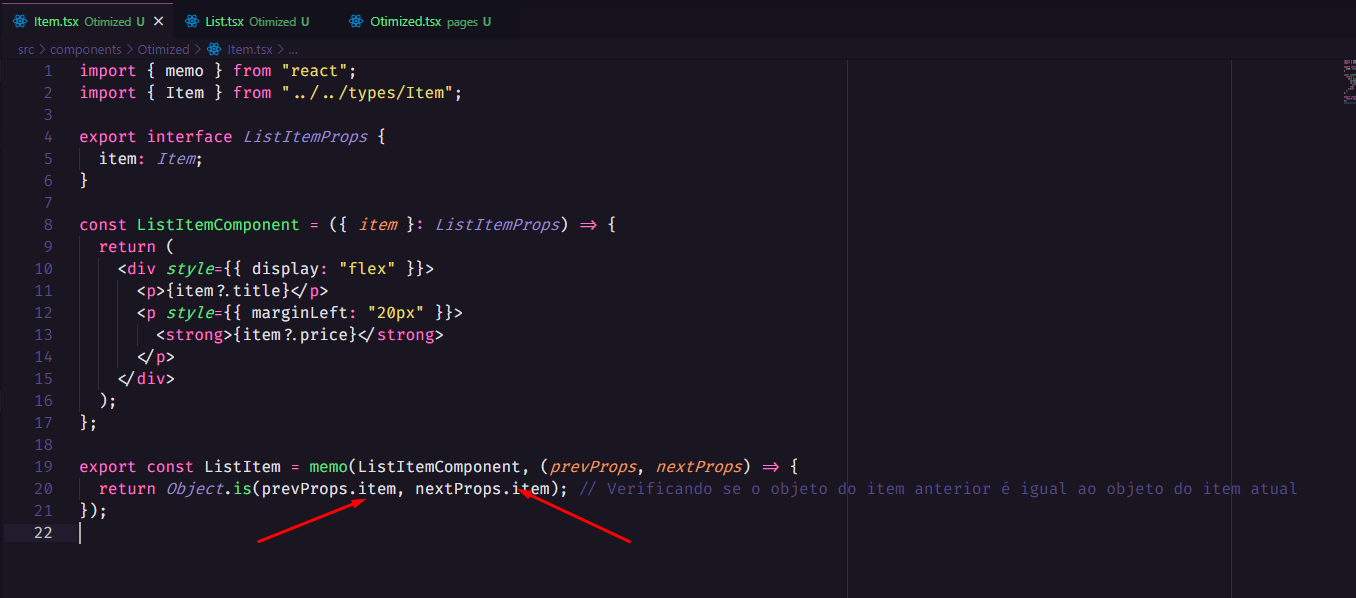 Item.tsx Otimized U × List.tsx Otimized U Otimized.tsx pages U
src > components > Otimized > Item.tsx > ...
1 import { memo } from "react";
2 import { Item } from "../../types/Item";
3
4 export interface ListItemProps {
5 item: Item;
6 }
7
8 const ListItemComponent = ({ item }: ListItemProps) => {
9 return (
10 <div style={{ display: "flex" }}>
11 <p>{item?.title}</p>
12 <p style={{ marginLeft: "20px" }}>
13 <strong>{item?.price}</strong>
14 </p>
15 </div>
16 );
17 };
18
19 export const ListItem = memo(ListItemComponent, (prevProps, nextProps) => {
20 return Object.is(prevProps.item, nextProps.item); // Verificando se o objeto do item anterior é igual ao objeto do item atual
21 });
22